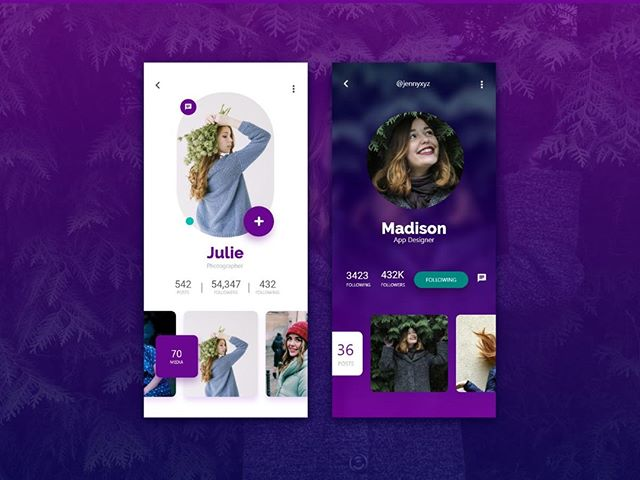 Julie
Photographer
542 54,347 432
POSTS FOLLOWERS FOLLOWING
70
MEDIA
@jennyxyz
Madison
App Designer
3423 432K FOLLOWING
FOLLOWING FOLLOWERS
36
POSTS